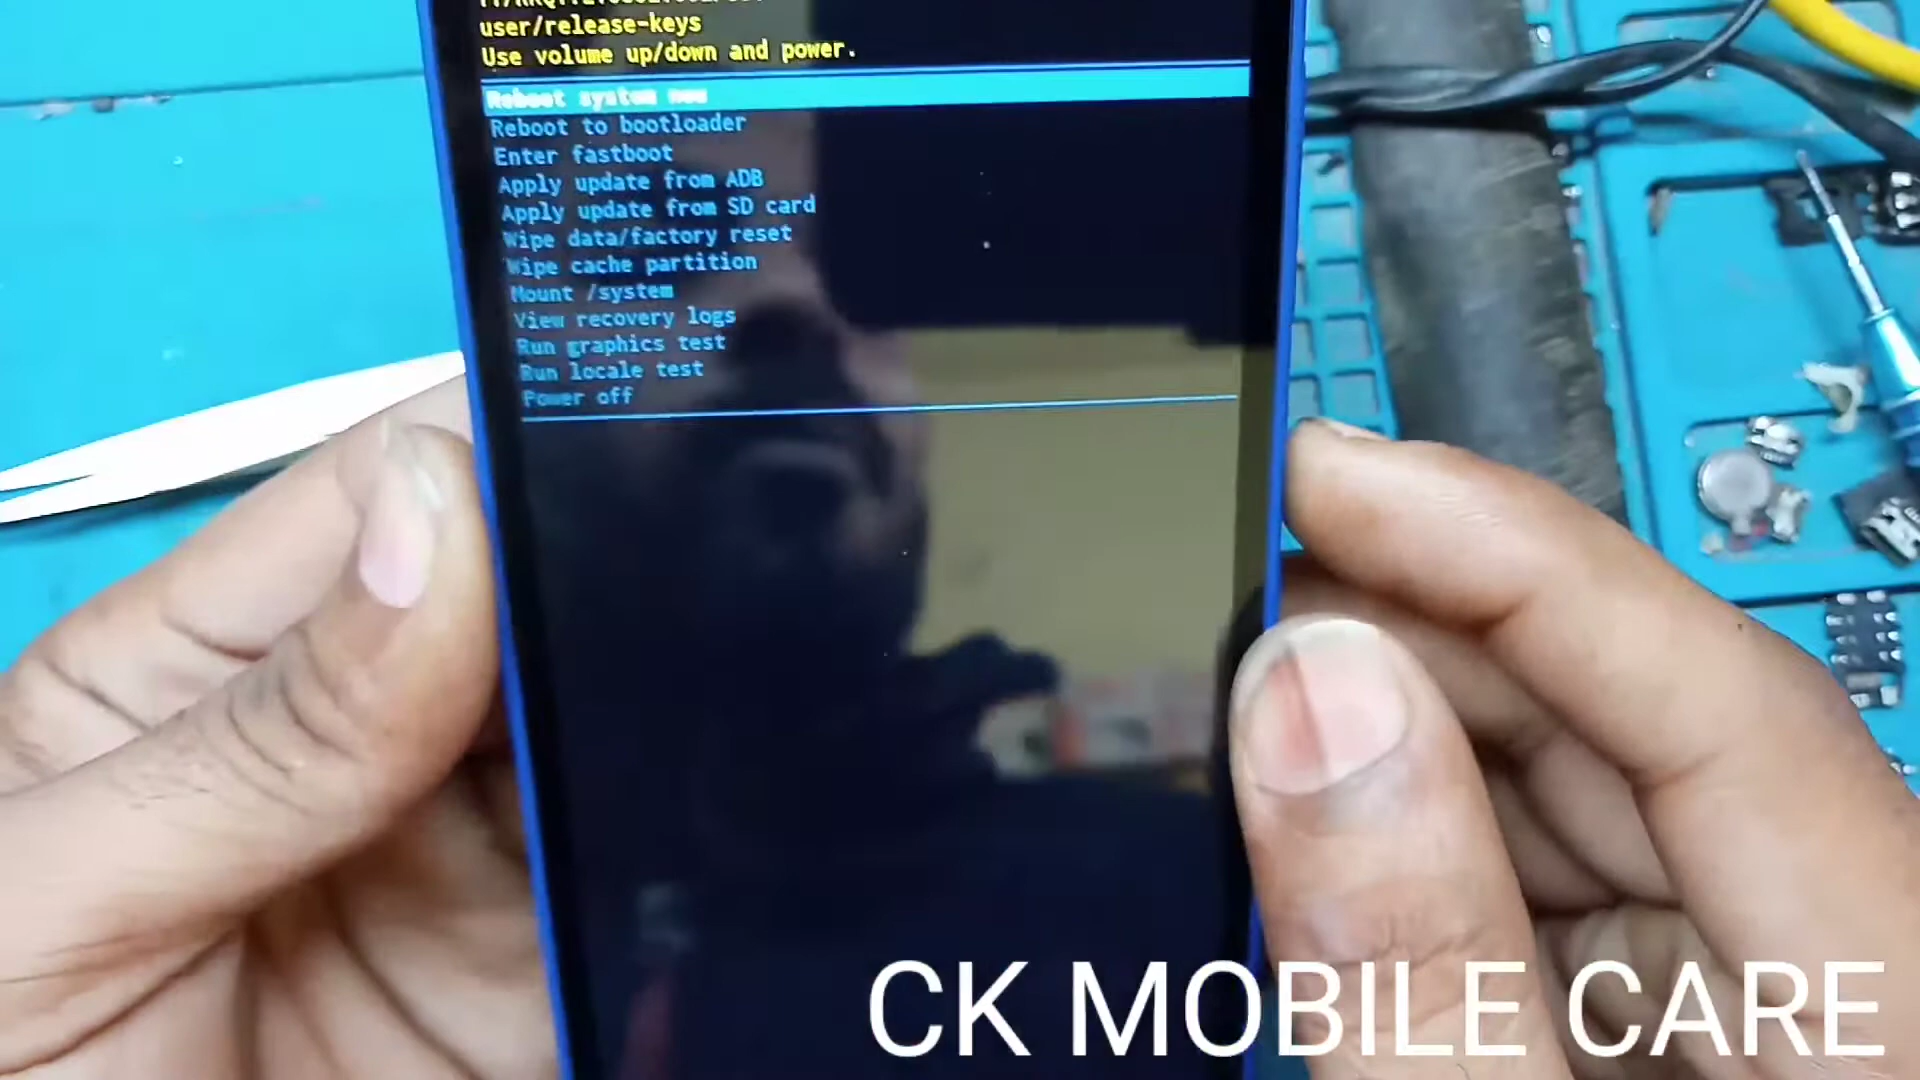 user/release-keys
Use volume up/down and power.
Reboot system now
Reboot to bootloader
Enter fastboot
Apply update from ADB
Apply update from SD card
Wipe data/factory reset
Wipe cache partition
Mount /system
View recovery logs
Run graphics test
Run locale test
Power off
CK MOBILE CARE